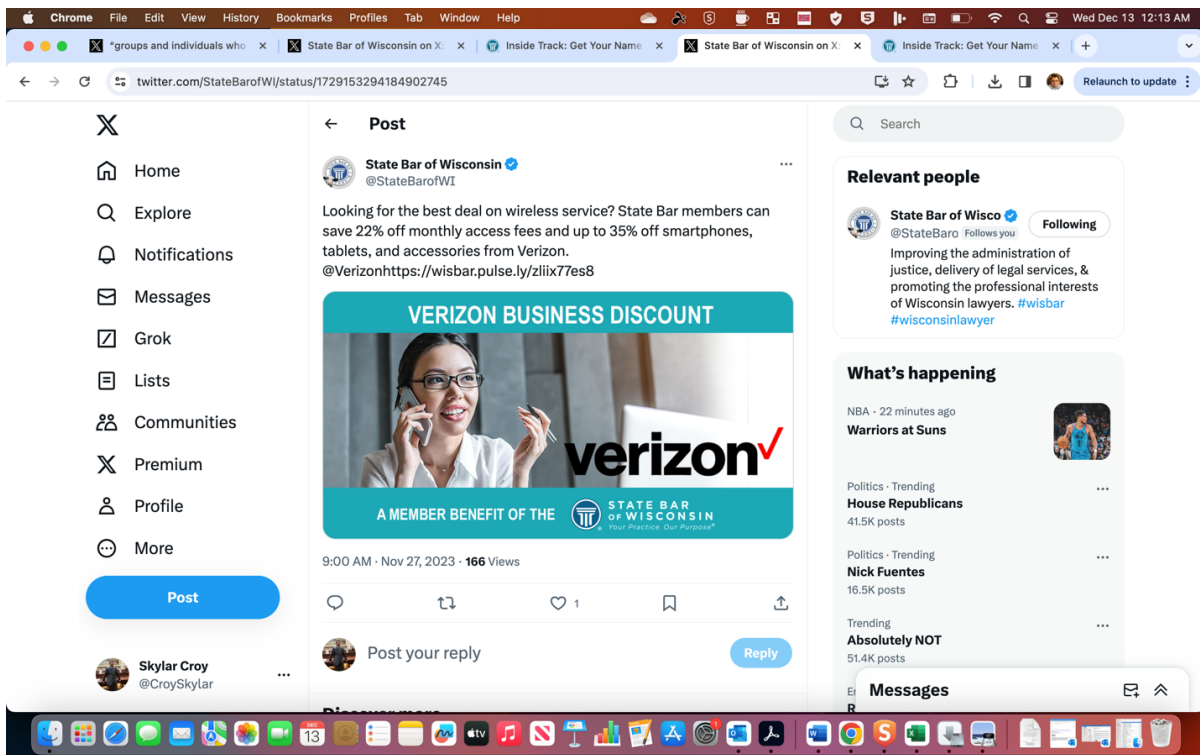 Chrome File Edit View History Bookmarks Profiles Tab Window Help Wed Dec 13 12:13 AM
"groups and individuals who
State Bar of Wisconsin on X:
Inside Track: Get Your Name
State Bar of Wisconsin on X:
Inside Track: Get Your Name
twitter.com/StateBarofWI/status/1729153294184902745
Relaunch to update
Home
Explore
Notifications
Messages
Grok
Lists
Communities
Premium
Profile
More
Post
Skylar Croy
@CroySkylar
Post
State Bar of Wisconsin
@StateBarofWI
Looking for the best deal on wireless service? State Bar members can
save 22% off monthly access fees and up to 35% off smartphones,
tablets, and accessories from Verizon.
@Verizonhttps://wisbar.pulse.ly/zliix77es8
VERIZON BUSINESS DISCOUNT
verizon
A MEMBER BENEFIT OF THE
STATE BAR
OF WISCONSIN
Your Practice. Our Purpose®
9:00 AM · Nov 27, 2023 · 166 Views
1
Post your reply
Reply
Discover more
Search
Relevant people
State Bar of Wisco
@StateBaro Follows you
Following
Improving the administration of
justice, delivery of legal services, &
promoting the professional interests
of Wisconsin lawyers. #wisbar
#wisconsinlawyer
What's happening
NBA · 22 minutes ago
Warriors at Suns
Politics · Trending
House Republicans
41.5K posts
Politics · Trending
Nick Fuentes
16.5K posts
Trending
Absolutely NOT
51.4K posts
Messages
DEC
13
tv